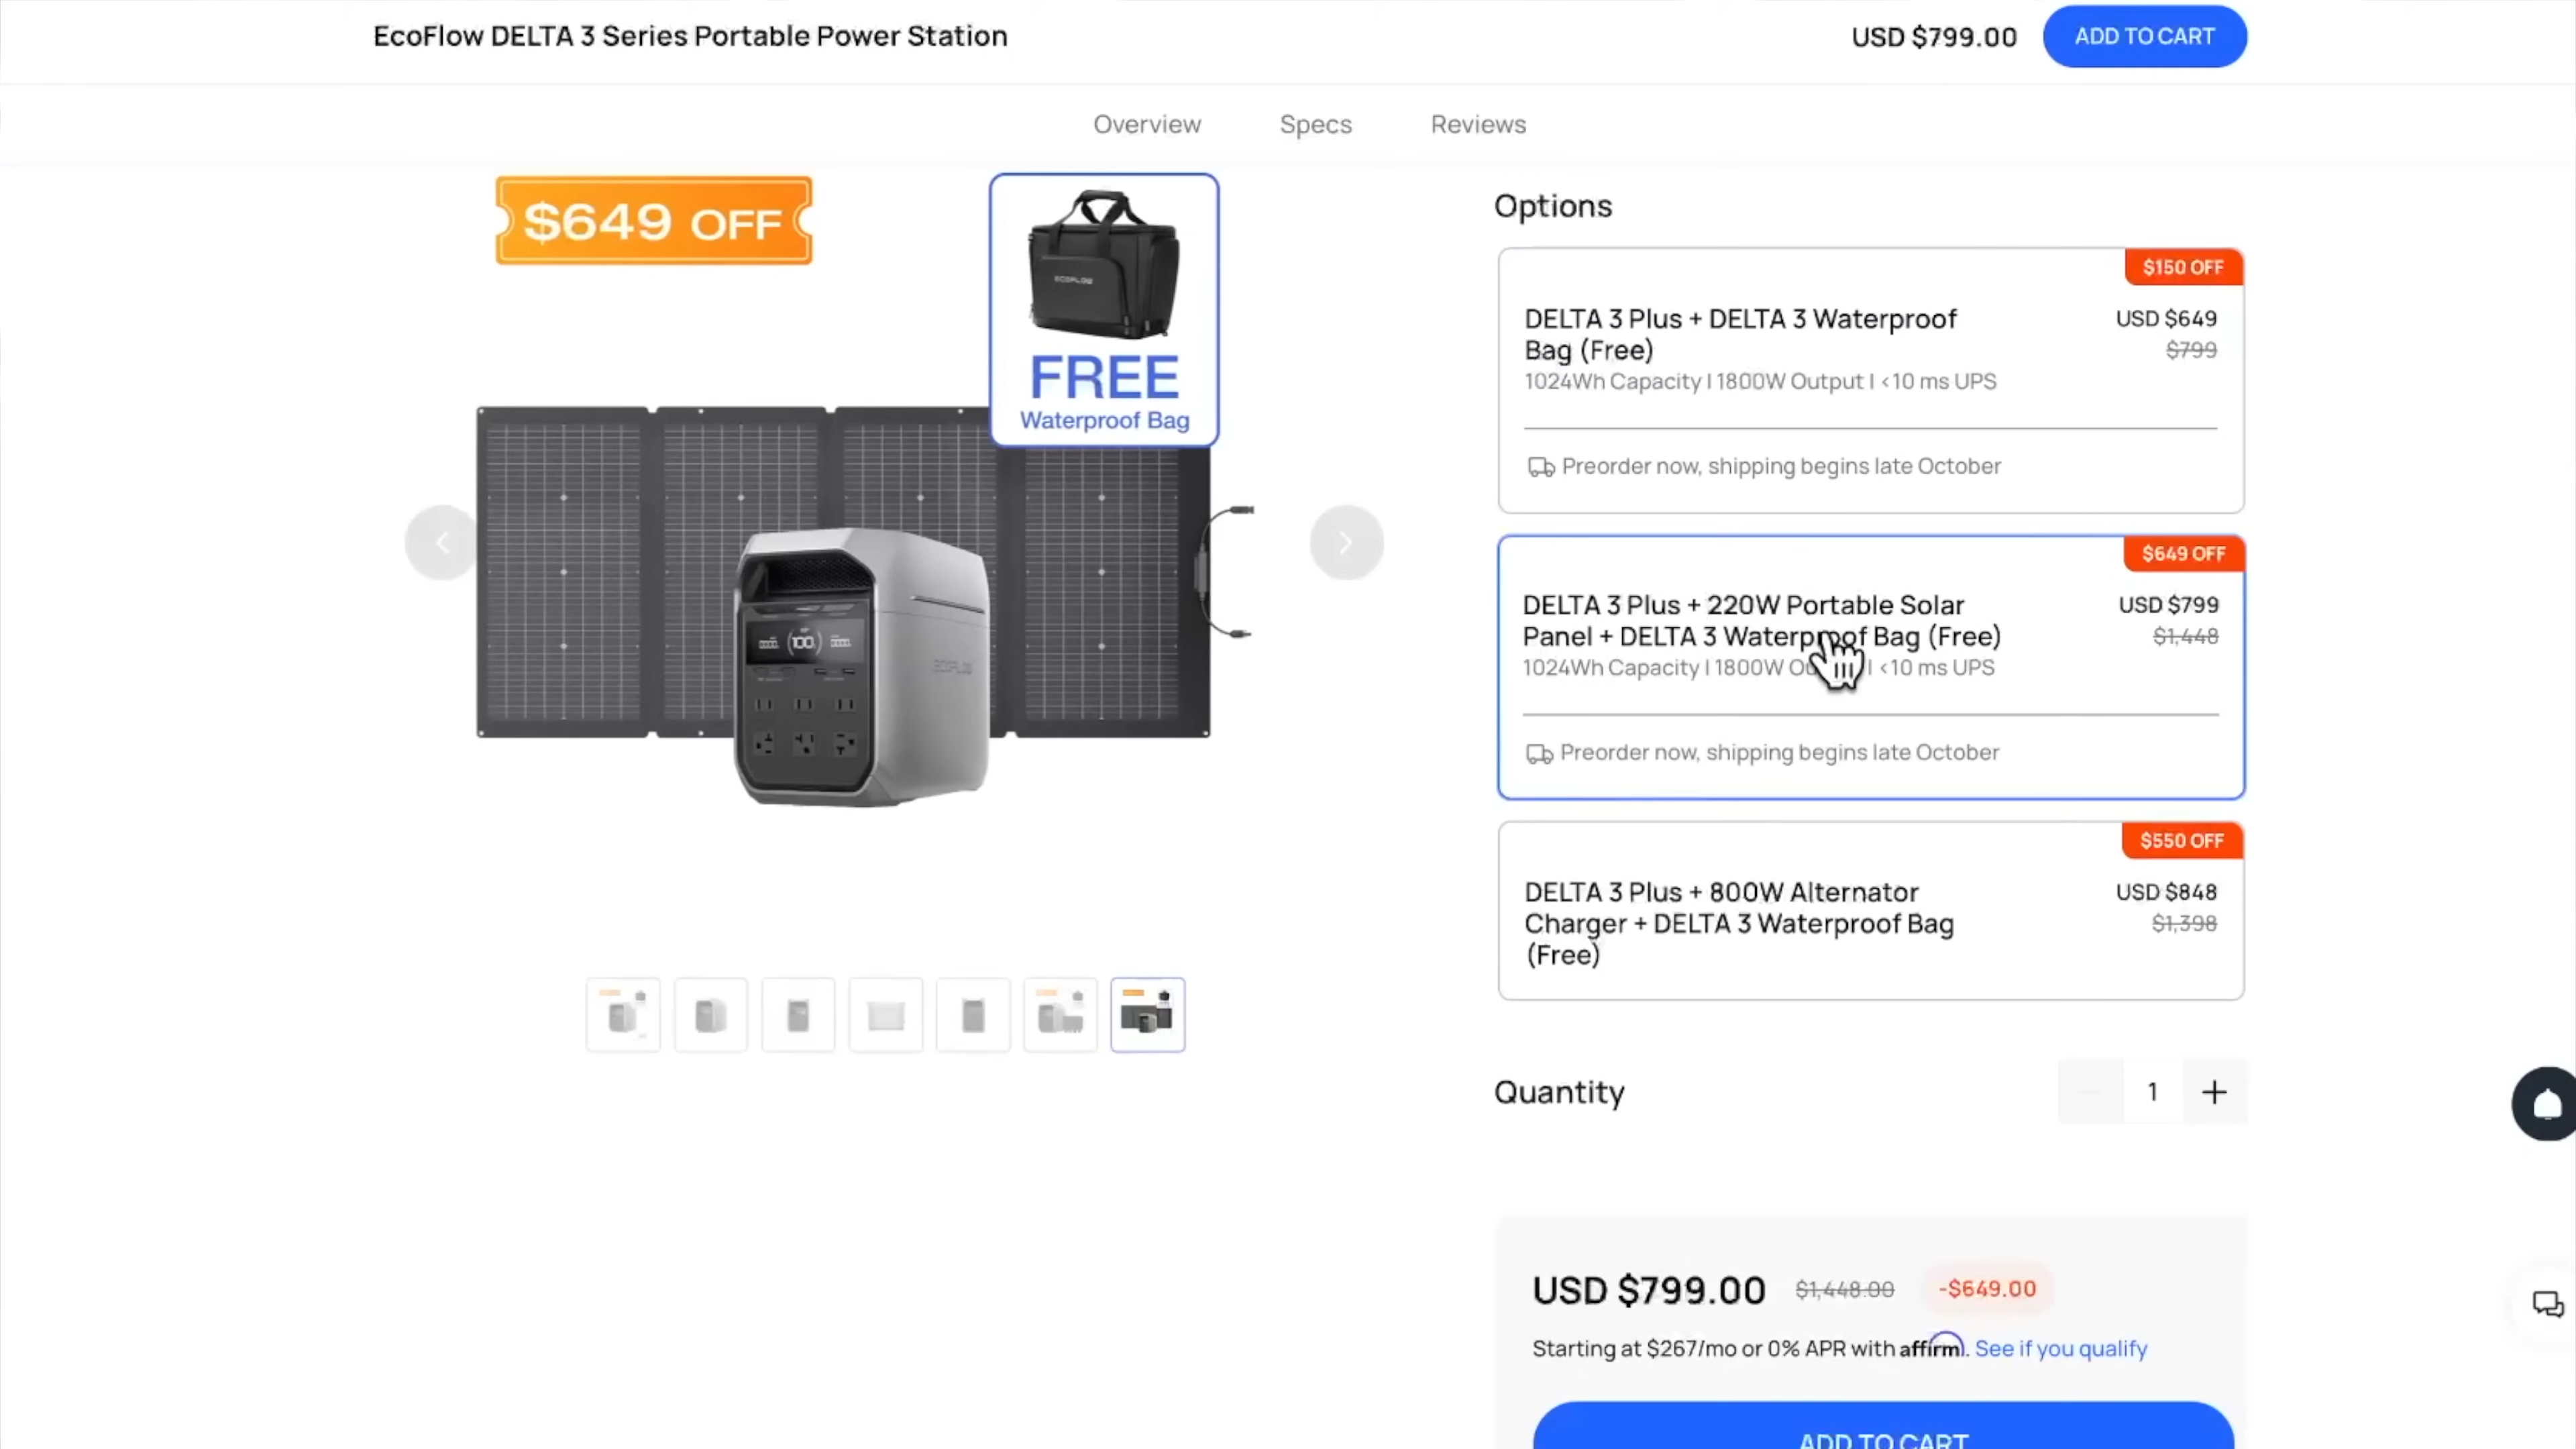 EcoFlow DELTA 3 Series Portable Power Station
USD $799.00
ADD TO CART
Overview
Specs
Reviews
$649 OFF
ECOFLOW
FREE
Waterproof Bag
100
ECOFLOW
Options
$150 OFF
DELTA 3 Plus + DELTA 3 Waterproof
Bag (Free)
USD $649
$799
1024Wh Capacity | 1800W Output | <10 ms UPS
Preorder now, shipping begins late October
$649 OFF
DELTA 3 Plus + 220W Portable Solar
Panel + DELTA 3 Waterproof Bag (Free)
USD $799
$1,448
1024Wh Capacity | 1800W Ou | <10 ms UPS
Preorder now, shipping begins late October
$550 OFF
DELTA 3 Plus + 800W Alternator
Charger + DELTA 3 Waterproof Bag
(Free)
USD $848
$1,398
Quantity
1
USD $799.00 $1,448.00 -$649.00
Starting at $267/mo or 0% APR with affirm. See if you qualify
ADD TO CART